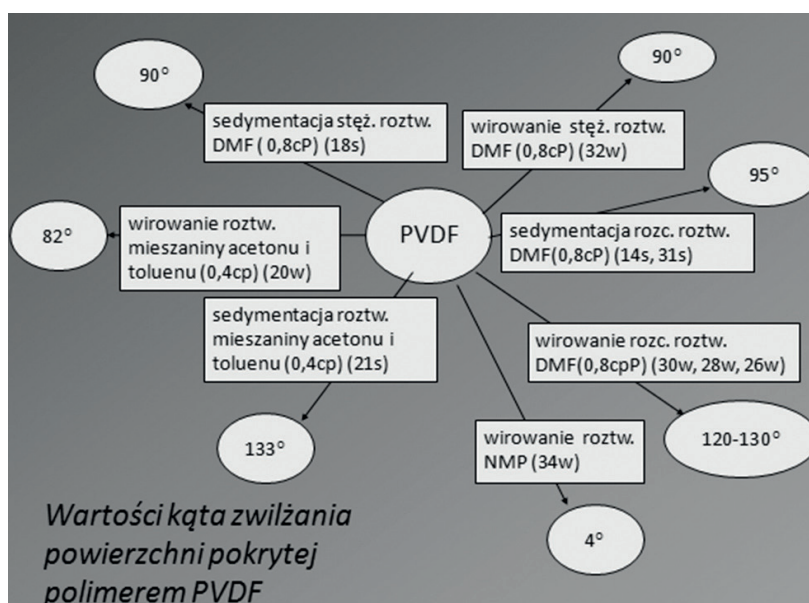 90°
90°
sedymentacja stęż. roztw.
DMF ( 0,8cP) (18s)
wirowanie stęż. roztw.
DMF (0,8cP) (32w)
95°
82°
wirowanie roztw.
mieszaniny acetonu i
toluenu (0,4cp) (20w)
PVDF
sedymentacja rozc. roztw.
DMF(0,8cP) (14s, 31s)
sedymentacja roztw.
mieszaniny acetonu i
toluenu (0,4cp) (21s)
wirowanie rozc. roztw.
DMF(0,8cpP) (30w, 28w, 26w)
133°
wirowanie roztw.
NMP (34w)
120-130°
4°
Wartości kąta zwilżania
powierzchni pokrytej
polimerem PVDF